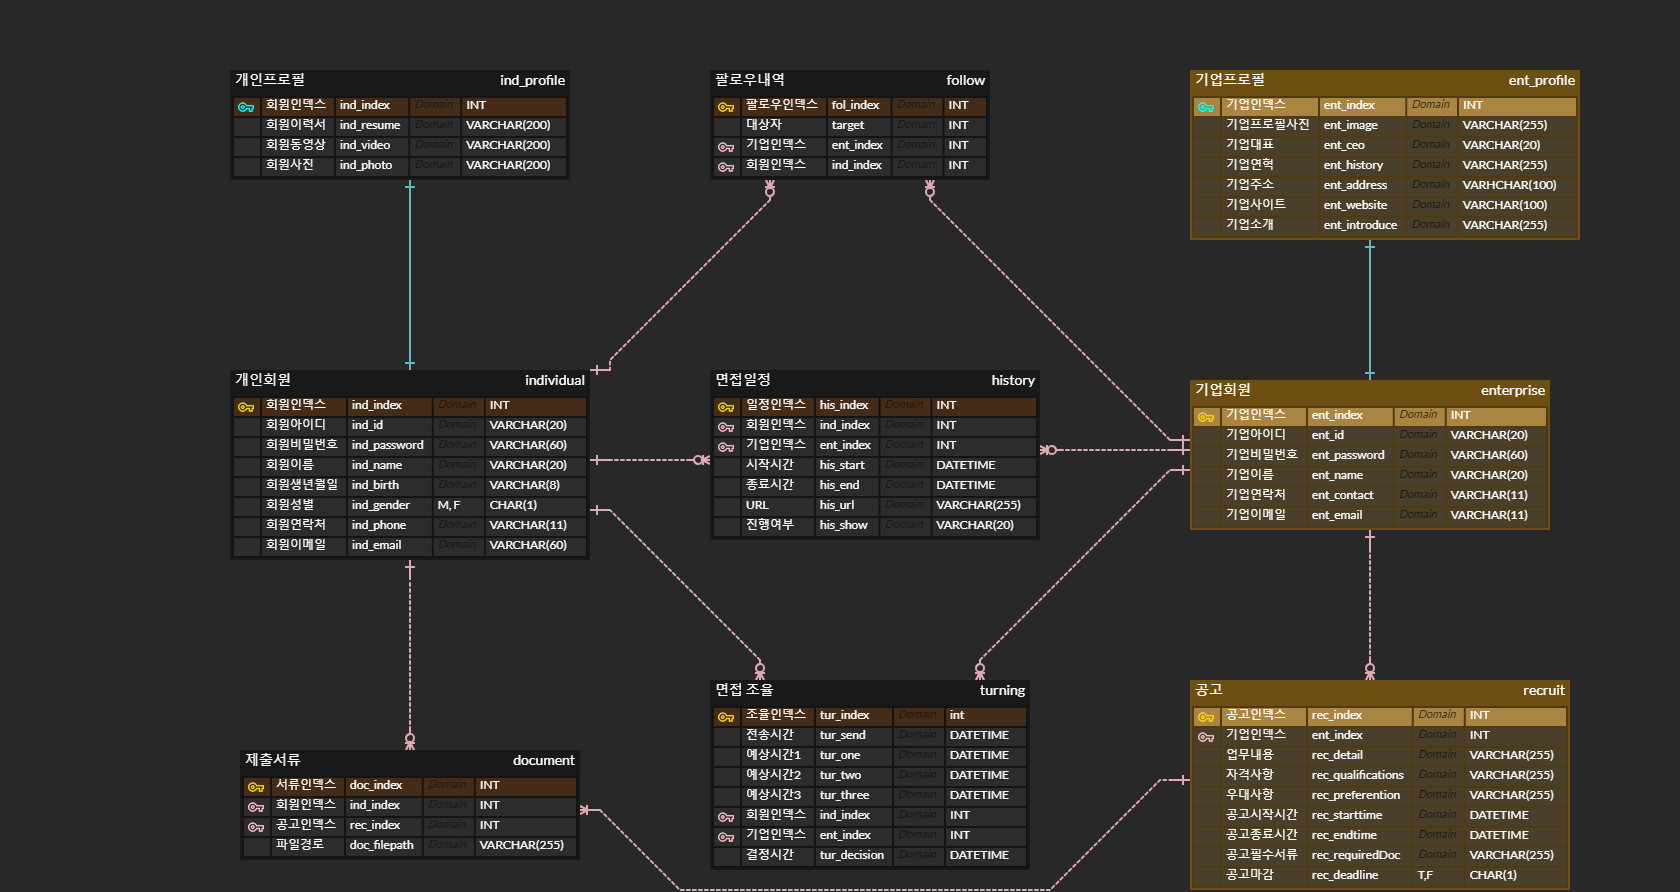 개인프로필 ind_profile
회원인덱스 ind_index Domain INT
회원이력서 ind_resume Domain VARCHAR(200)
회원동영상 ind_video Domain VARCHAR(200)
회원사진 ind_photo Domain VARCHAR(200)
팔로우내역 follow
팔로우인덱스 fol_index Domain INT
대상자 target Domain INT
기업인덱스 ent_index Domain INT
회원인덱스 ind_index Domain INT
기업프로필 ent_profile
기업인덱스 ent_index Domain INT
기업프로필사진 ent_image Domain VARCHAR(255)
기업대표 ent_ceo Domain VARCHAR(20)
기업연혁 ent_history Domain VARCHAR(255)
기업주소 ent_address Domain VARHCHAR(100)
기업사이트 ent_website Domain VARCHAR(100)
기업소개 ent_introduce Domain VARCHAR(255)
개인회원 individual
회원인덱스 ind_index Domain INT
회원아이디 ind_id Domain VARCHAR(20)
회원비밀번호 ind_password Domain VARCHAR(60)
회원이름 ind_name Domain VARCHAR(20)
회원생년월일 ind_birth Domain VARCHAR(8)
회원성별 ind_gender M, F CHAR(1)
회원연락처 ind_phone Domain VARCHAR(11)
회원이메일 ind_email Domain VARCHAR(60)
면접일정 history
일정인덱스 his_index Domain INT
회원인덱스 ind_index Domain INT
기업인덱스 ent_index Domain INT
시작시간 his_start Domain DATETIME
종료시간 his_end Domain DATETIME
URL his_url Domain VARCHAR(255)
진행여부 his_show Domain VARCHAR(20)
기업회원 enterprise
기업인덱스 ent_index Domain INT
기업아이디 ent_id Domain VARCHAR(20)
기업비밀번호 ent_password Domain VARCHAR(60)
기업이름 ent_name Domain VARCHAR(20)
기업연락처 ent_contact Domain VARCHAR(11)
기업이메일 ent_email Domain VARCHAR(11)
제출서류 document
서류인덱스 doc_index Domain INT
회원인덱스 ind_index Domain INT
공고인덱스 rec_index Domain INT
파일경로 doc_filepath Domain VARCHAR(255)
면접 조율 turning
조율인덱스 tur_index Domain int
전송시간 tur_send Domain DATETIME
예상시간1 tur_one Domain DATETIME
예상시간2 tur_two Domain DATETIME
예상시간3 tur_three Domain DATETIME
회원인덱스 ind_index Domain INT
기업인덱스 ent_index Domain INT
결정시간 tur_decision Domain DATETIME
공고 recruit
공고인덱스 rec_index Domain INT
기업인덱스 ent_index Domain INT
업무내용 rec_detail Domain VARCHAR(255)
자격사항 rec_qualifications Domain VARCHAR(255)
우대사항 rec_preferention Domain VARCHAR(255)
공고시작시간 rec_starttime Domain DATETIME
공고종료시간 rec_endtime Domain DATETIME
공고필수서류 rec_requiredDoc Domain VARCHAR(255)
공고마감 rec_deadline T,F CHAR(1)